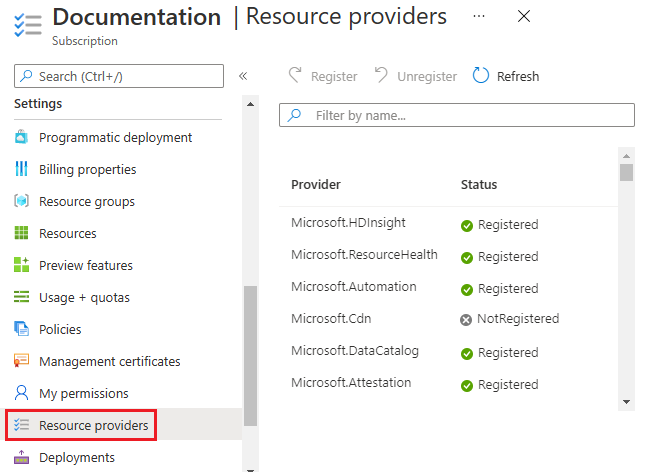 Documentation | Resource providers ...
Subscription
Search (Ctrl+/)
«
Settings
Programmatic deployment
Billing properties
Resource groups
Resources
Preview features
Usage + quotas
Policies
Management certificates
My permissions
Resource providers
Deployments
Register Unregister Refresh
Filter by name...
Provider Status
Microsoft.HDInsight Registered
Microsoft.ResourceHealth Registered
Microsoft.Automation Registered
Microsoft.Cdn NotRegistered
Microsoft.DataCatalog Registered
Microsoft.Attestation Registered